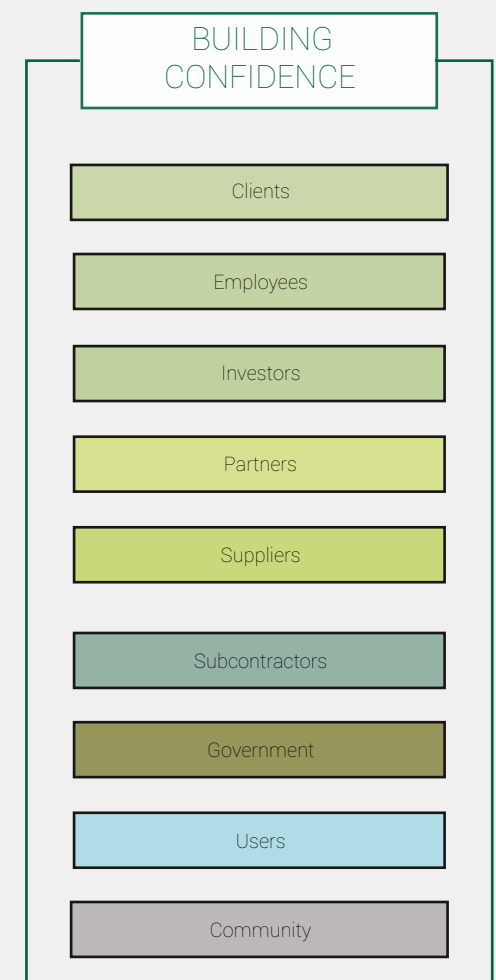 BUILDING
CONFIDENCE
Clients
Employees
Investors
Partners
Suppliers
Subcontractors
Government
Users
Community